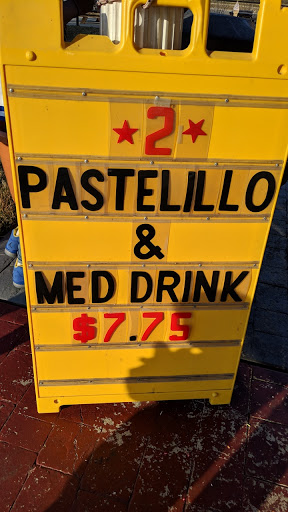 ★ 2 ★
PASTELILLO
&
MED DRINK
$7.75